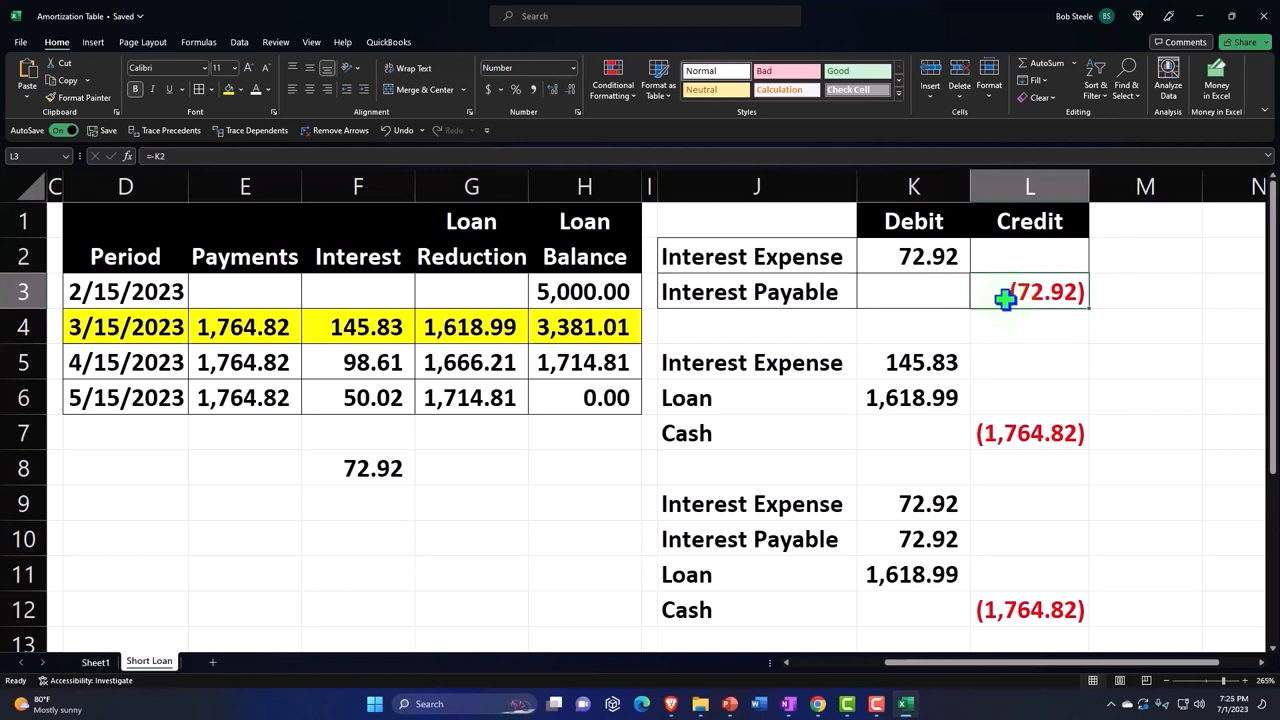 Amortization Table • Saved
Search
Bob Steele BS
File Home Insert Page Layout Formulas Data Review View Help QuickBooks Comments Share
Paste Cut Copy Format Painter Clipboard
Calibri 11 B I U Font
Wrap Text Merge & Center Alignment
Number $ % Number
Conditional Formatting Format as Table Normal Bad Good Neutral Calculation Check Cell Styles
Insert Delete Format Cells
AutoSum Fill Clear Sort & Filter Find & Select Editing
Analyze Data Analysis
Money in Excel Money in Excel
AutoSave On Save Trace Precedents Trace Dependents Remove Arrows Undo Redo
L3 fx =-K2
C D E F G H I J K L M N
1 Loan Loan Debit Credit
2 Period Payments Interest Reduction Balance Interest Expense 72.92
3 2/15/2023 5,000.00 Interest Payable (72.92)
4 3/15/2023 1,764.82 145.83 1,618.99 3,381.01
5 4/15/2023 1,764.82 98.61 1,666.21 1,714.81 Interest Expense 145.83
6 5/15/2023 1,764.82 50.02 1,714.81 0.00 Loan 1,618.99
7 Cash (1,764.82)
8 72.92
9 Interest Expense 72.92
10 Interest Payable 72.92
11 Loan 1,618.99
12 Cash (1,764.82)
13
Sheet1 Short Loan
Ready Accessibility: Investigate 265%
80°F
Mostly sunny
Search
7:25 PM
7/1/2023